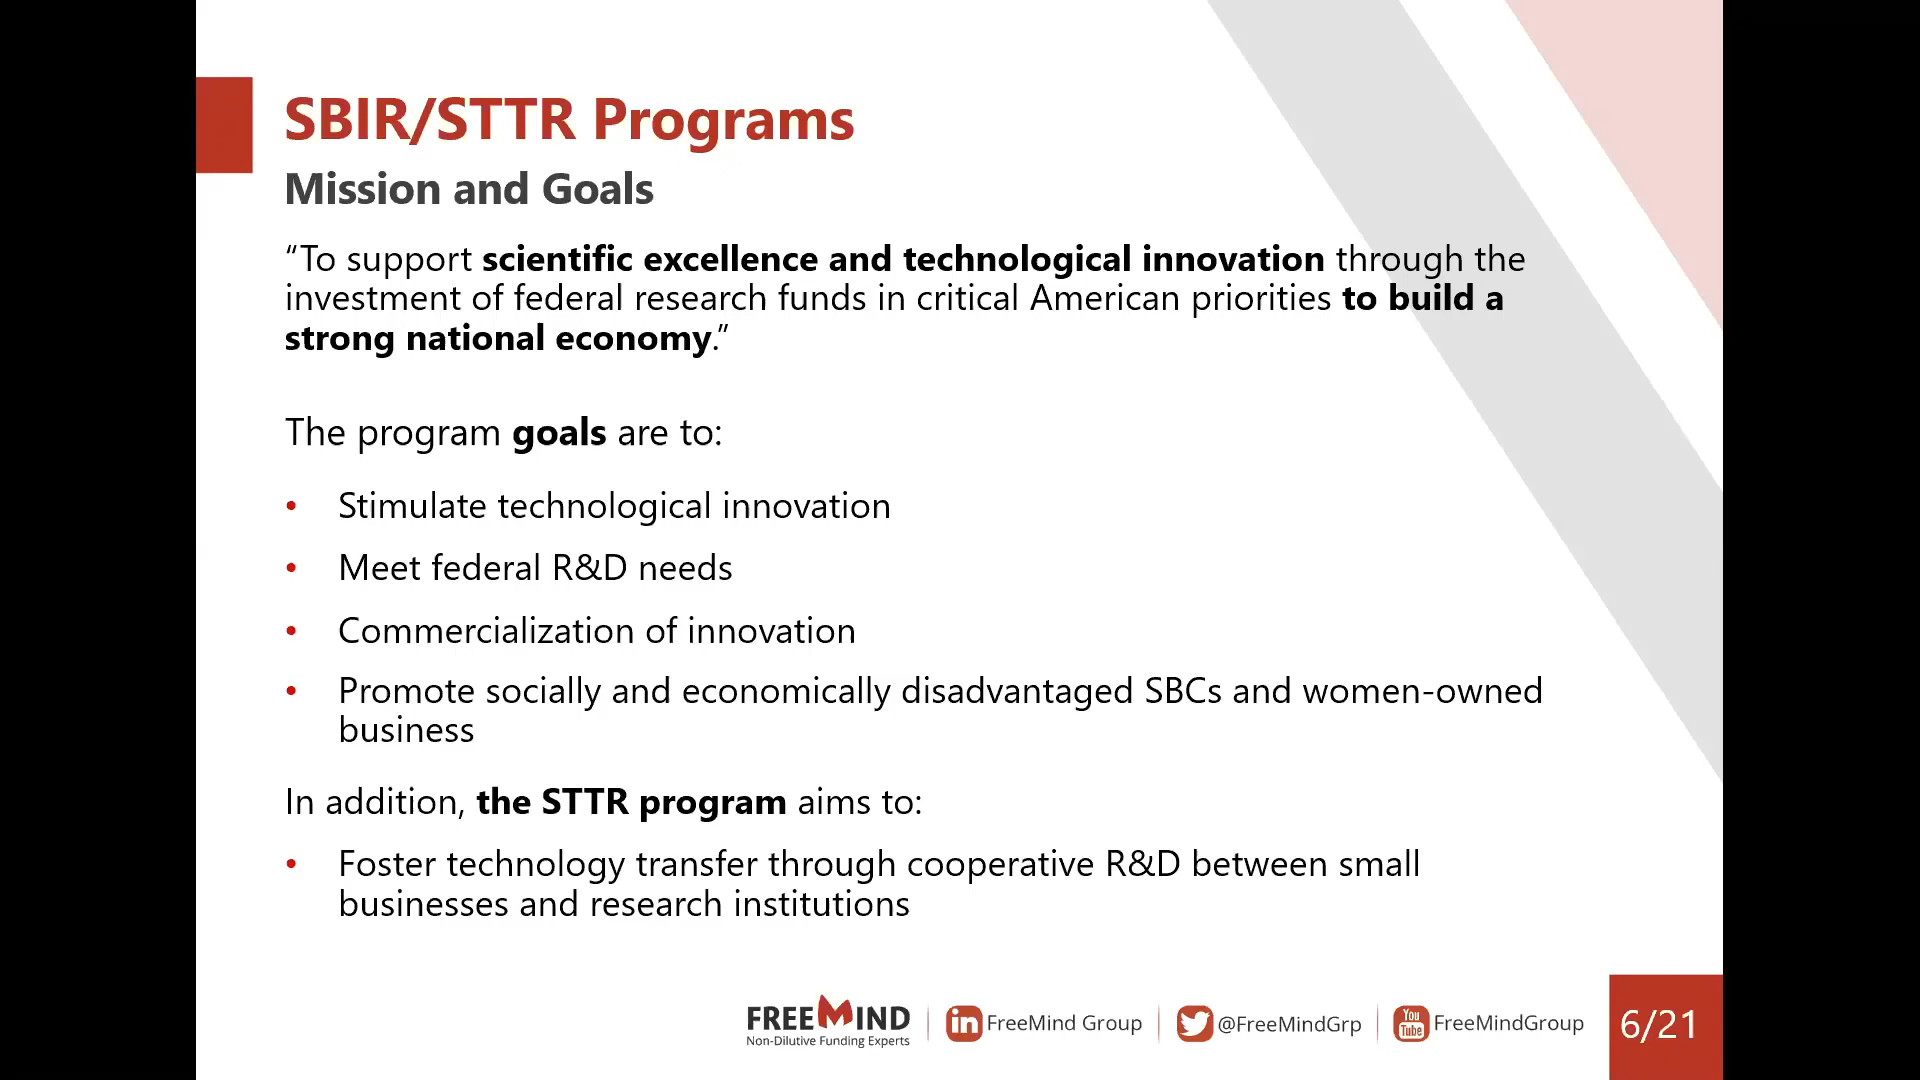 SBIR/STTR Programs
Mission and Goals
“To support scientific excellence and technological innovation through the
investment of federal research funds in critical American priorities to build a
strong national economy.”
The program goals are to:
• Stimulate technological innovation
• Meet federal R&D needs
• Commercialization of innovation
• Promote socially and economically disadvantaged SBCs and women-owned
business
In addition, the STTR program aims to:
• Foster technology transfer through cooperative R&D between small
businesses and research institutions
FREEMIND
Non-Dilutive Funding Experts
in FreeMind Group
@FreeMindGrp
You Tube FreeMindGroup
6/21